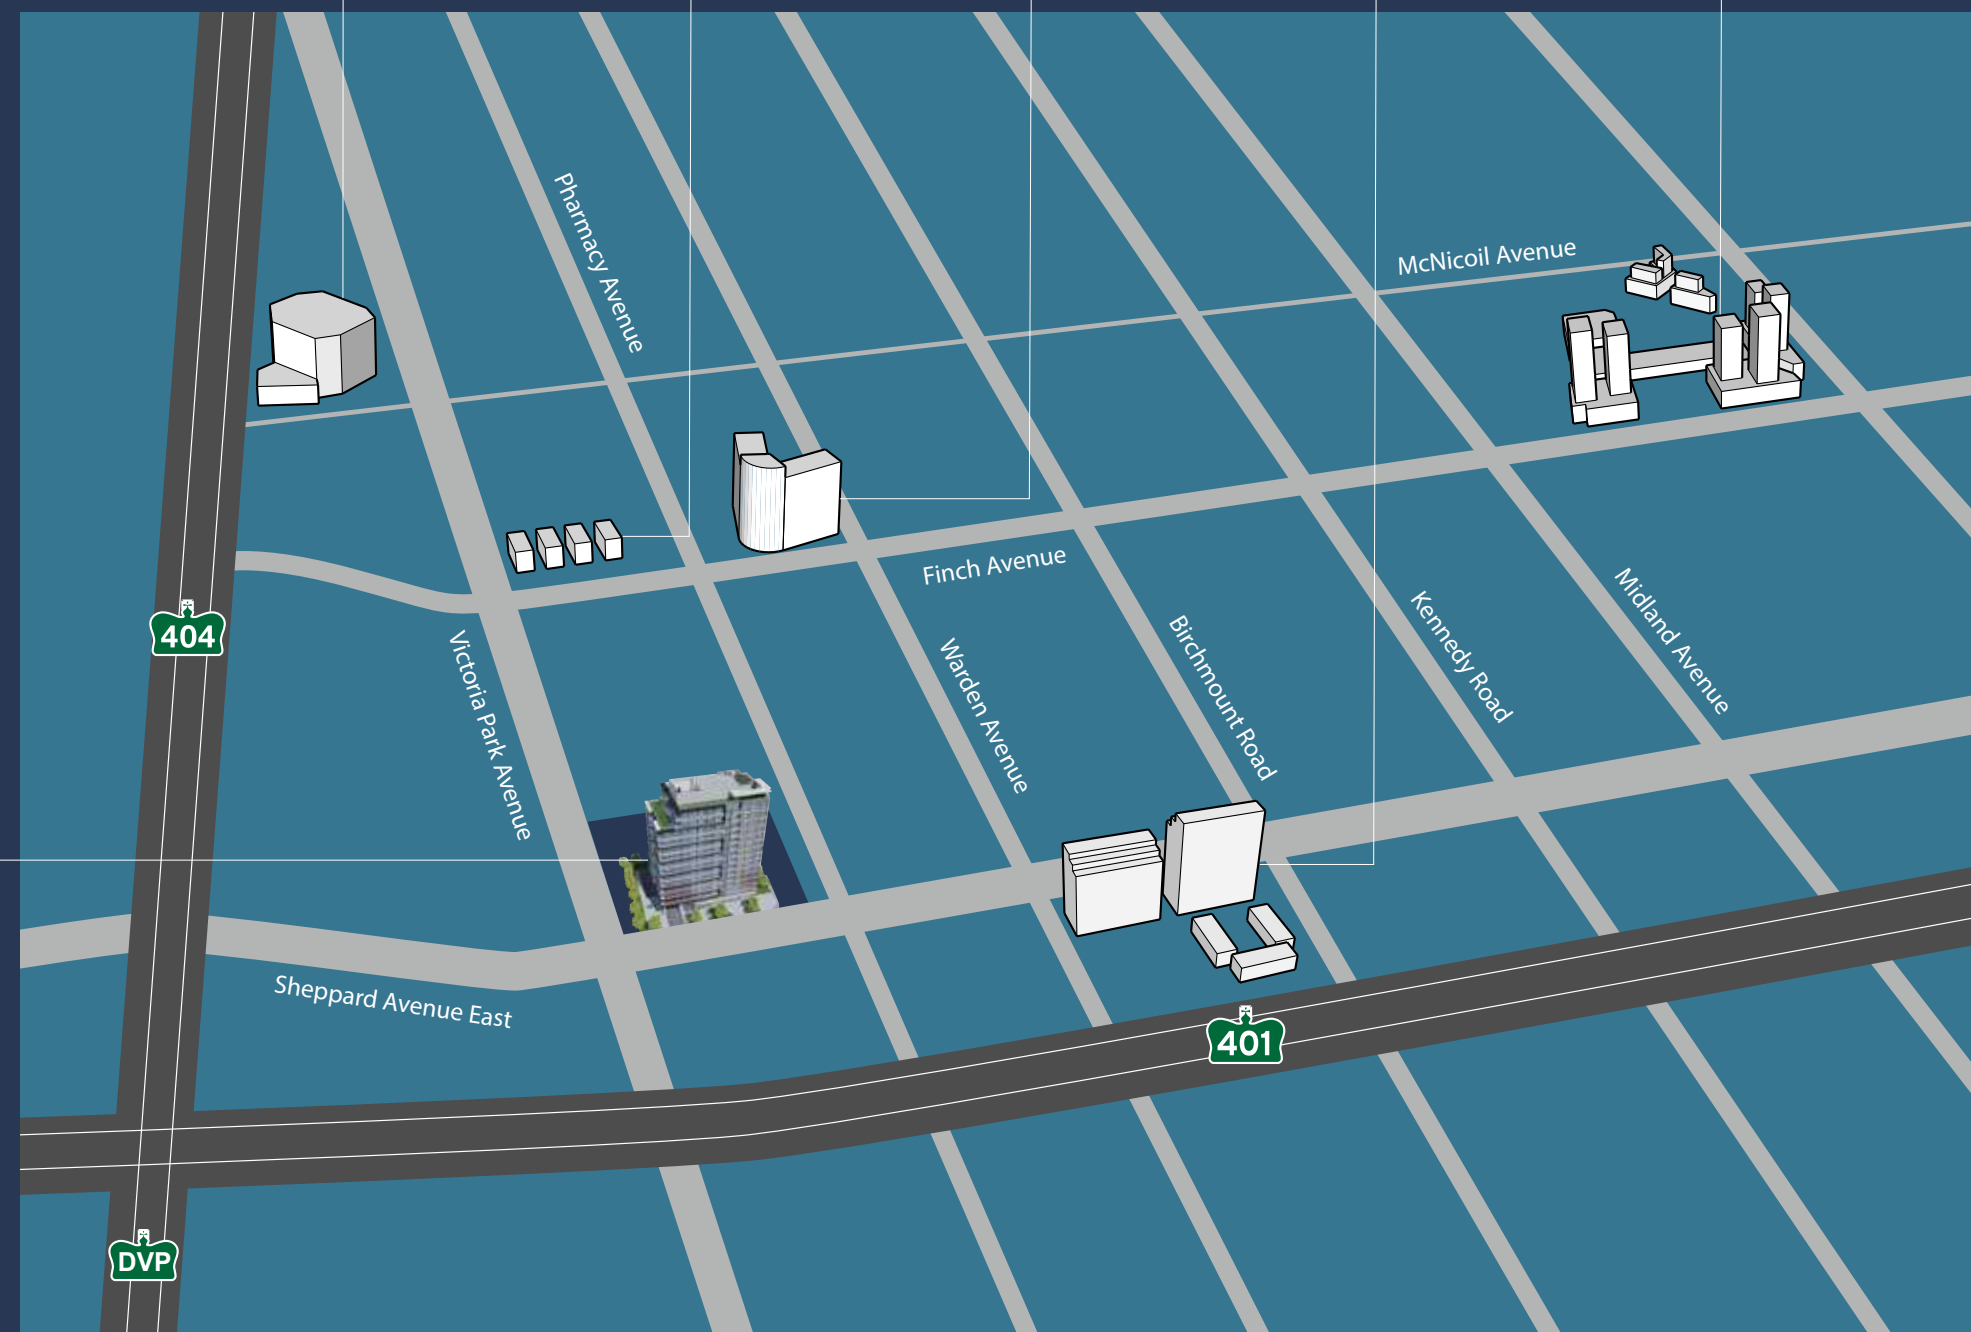 Pharmacy Avenue
McNicoil Avenue
Finch Avenue
404
Victoria Park Avenue
Warden Avenue
Birchmount Road
Kennedy Road
Midland Avenue
Sheppard Avenue East
401
DVP